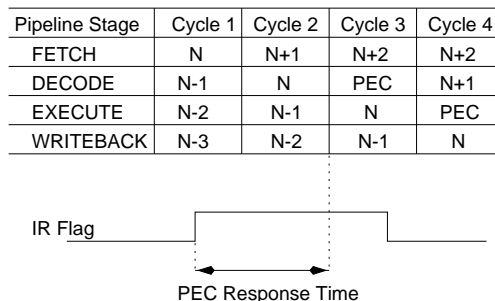 Pipeline Stage Cycle 1 Cycle 2 Cycle 3 Cycle 4
FETCH N N+1 N+2 N+2
DECODE N-1 N PEC N+1
EXECUTE N-2 N-1 N PEC
WRITEBACK N-3 N-2 N-1 N
IR Flag
PEC Response Time